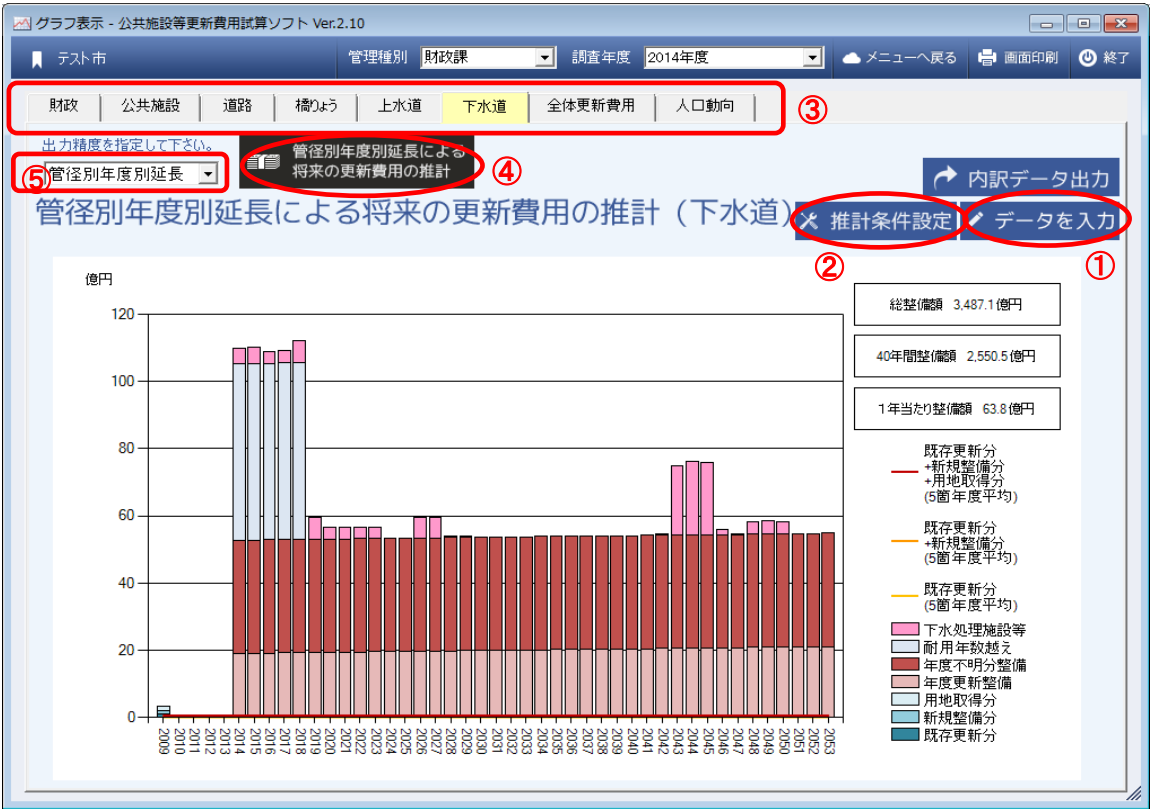 グラフ表示 - 公共施設等更新費用試算ソフト Ver.2.10
テスト市 管理種別 財政課 調査年度 2014年度 メニューへ戻る 画面印刷 終了
財政 公共施設 道路 橋りょう 上水道 下水道 全体更新費用 人口動向 ③
出力精度を指定して下さい。
⑤ 管径別年度別延長
管径別年度別延長による
将来の更新費用の推計
④
内訳データ出力
管径別年度別延長による将来の更新費用の推計（下水道）
推計条件設定 データを入力
② ①
億円
総整備額 3,487.1億円
40年間整備額 2,550.5億円
1年当たり整備額 63.8億円
120
100
80
60
40
20
0
2009 2010 2011 2012 2013 2014 2015 2016 2017 2018 2019 2020 2021 2022 2023 2024 2025 2026 2027 2028 2029 2030 2031 2032 2033 2034 2035 2036 2037 2038 2039 2040 2041 2042 2043 2044 2045 2046 2047 2048 2049 2050 2051 2052 2053
既存更新分
+新規整備分
+用地取得分
(5箇年度平均)
既存更新分
+新規整備分
(5箇年度平均)
既存更新分
(5箇年度平均)
下水処理施設等
耐用年数越え
年度不明分整備
年度更新整備
用地取得分
新規整備分
既存更新分